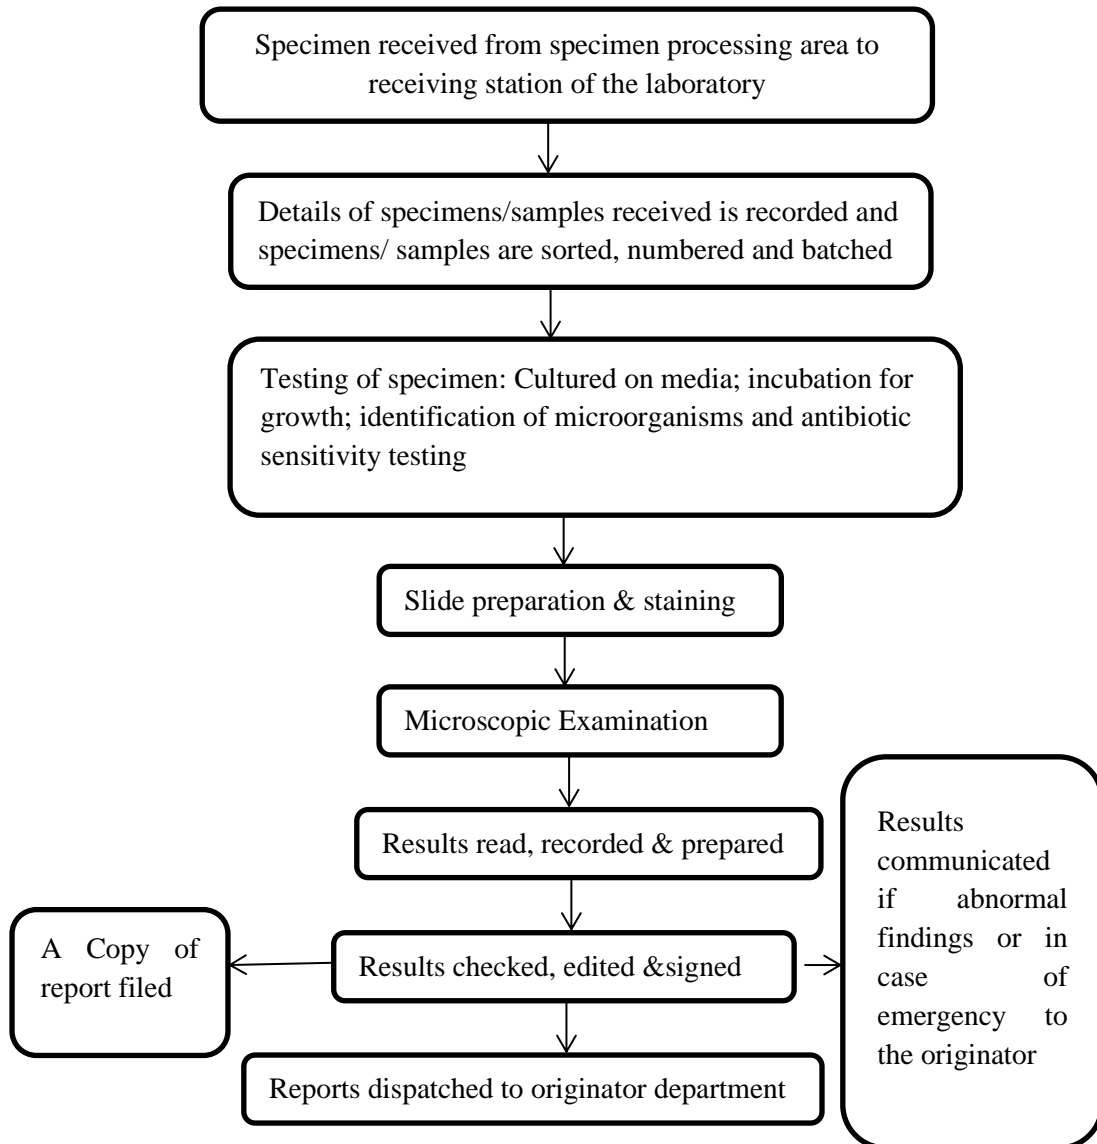 Specimen received from specimen processing area to
receiving station of the laboratory
Details of specimens/samples received is recorded and
specimens/ samples are sorted, numbered and batched
Testing of specimen: Cultured on media; incubation for
growth; identification of microorganisms and antibiotic
sensitivity testing
Slide preparation & staining
Microscopic Examination
Results read, recorded & prepared
Results checked, edited &signed
A Copy of
report filed
Results
communicated
if abnormal
findings or in
case of
emergency to
the originator
Reports dispatched to originator department